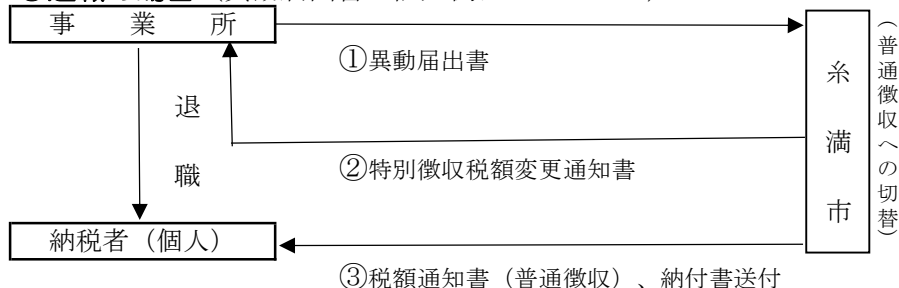 事業所
①異動届出書
退職
②特別徴収税額変更通知書
糸満市
(普通徴収への切替)
納税者(個人)
③税額通知書(普通徴収)、納付書送付